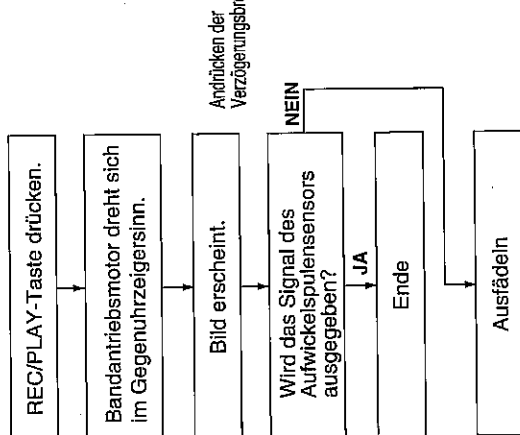 REC/PLAY-Taste drücken.
Bandantriebsmotor dreht sich
im Gegenuhrzeigersinn.
Bild erscheint.
Andrücken der
Wird das Signal des
Aufwickelspulensensors
ausgegeben?
NEIN
JA
Ende
Ausfädeln